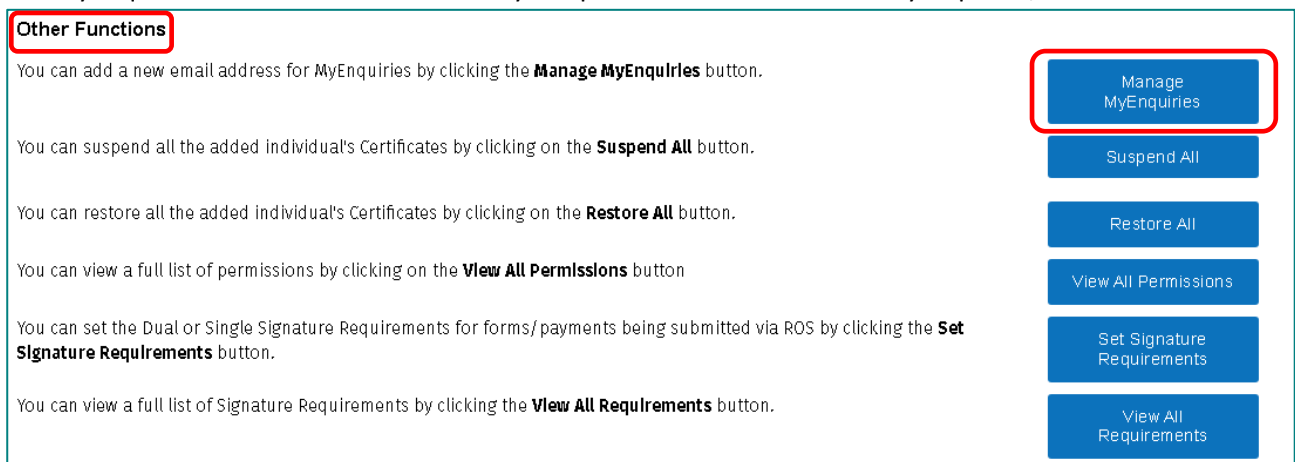 Other Functions
You can add a new email address for MyEnquiries by clicking the Manage MyEnquiries button.
Manage
MyEnquiries
You can suspend all the added individual's Certificates by clicking on the Suspend All button.
Suspend All
You can restore all the added individual's Certificates by clicking on the Restore All button.
Restore All
You can view a full list of permissions by clicking on the View All Permissions button
View All Permissions
You can set the Dual or Single Signature Requirements for forms/payments being submitted via ROS by clicking the Set
Signature Requirements button.
Set Signature
Requirements
You can view a full list of Signature Requirements by clicking the View All Requirements button.
View All
Requirements